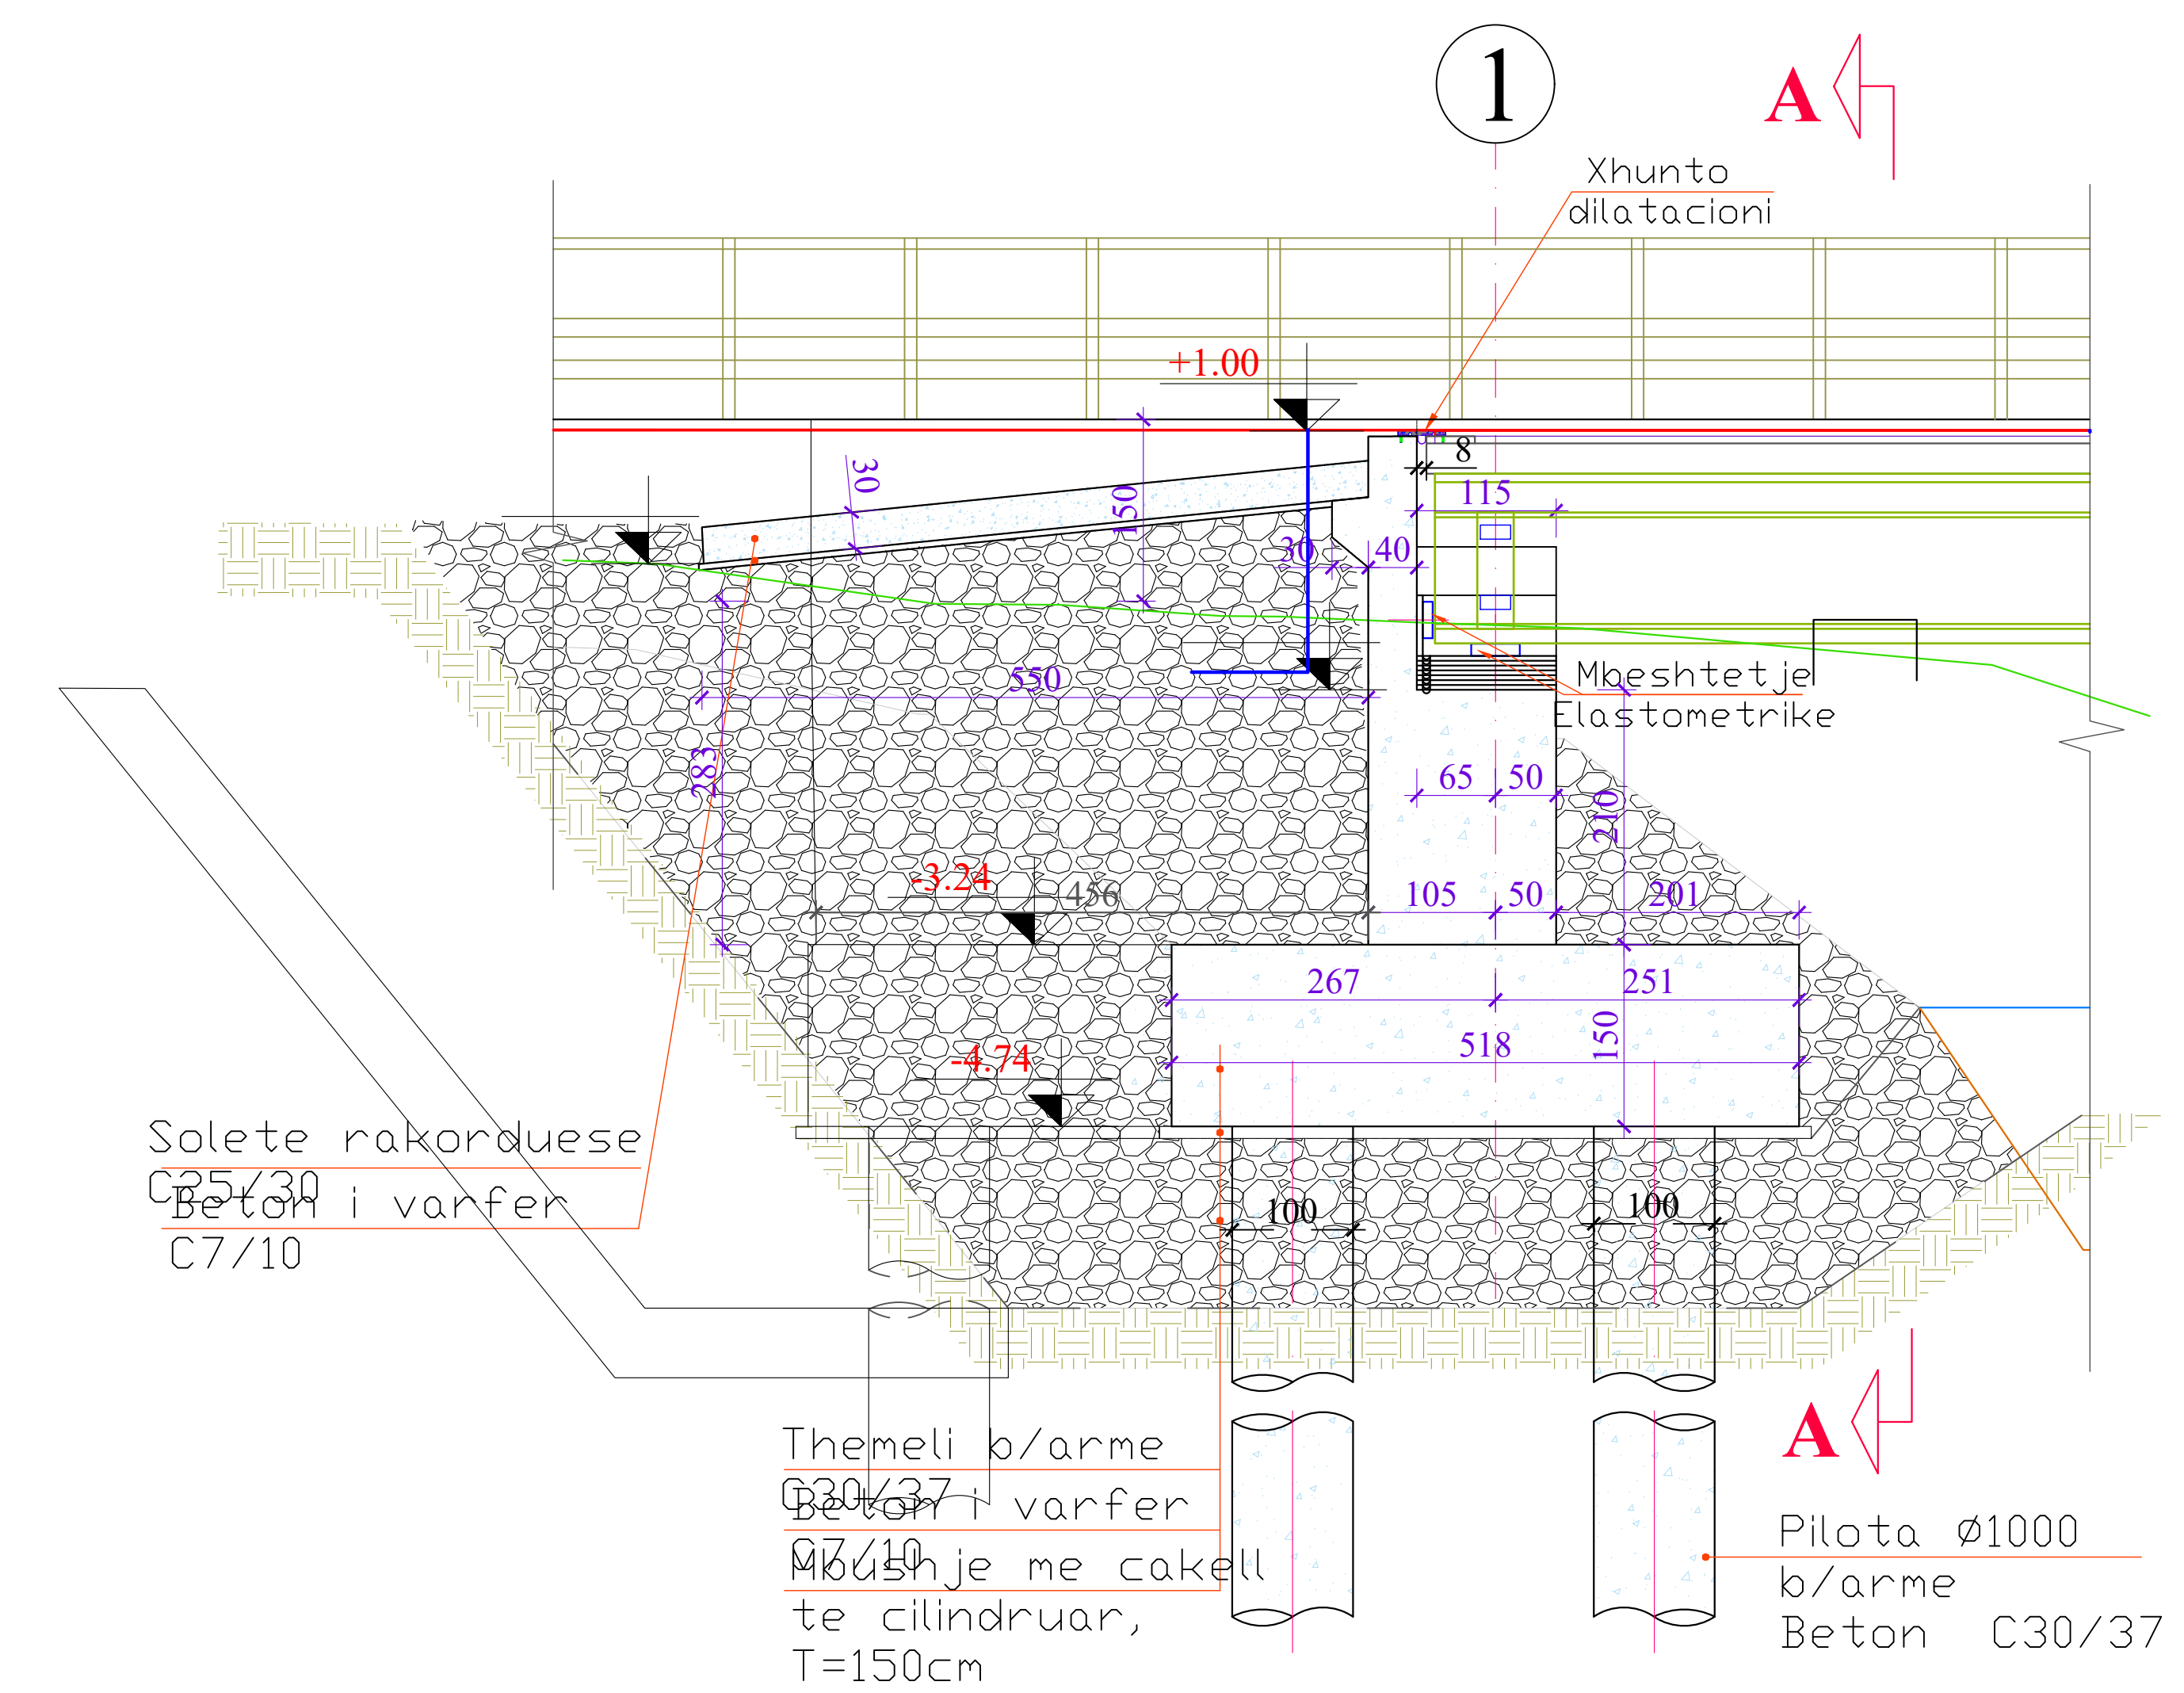 1
A
Xhunto
dilatacioni
+1.00
8
115
30
150
30
40
550
Mbeshtetje
Elastometrike
283
65
50
210
-3.24
456
105
50
201
267
251
518
150
-4.74
Solete rakorduese
C25/30
Beton i varfer
C7/10
100
100
A
Themeli b/arme
C30/37
Beton i varfer
C7/10
Mbushje me cakell
te cilindruar,
T=150cm
Pilota Ø1000
b/arme
Beton C30/37